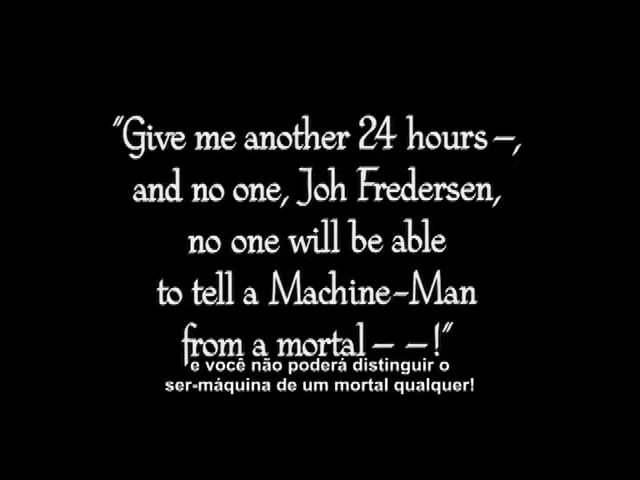 "Give me another 24 hours—,
and no one, Joh Fredersen,
no one will be able
to tell a Machine-Man
from a mortal — —!"
e você não poderá distinguir o
ser-máquina de um mortal qualquer!